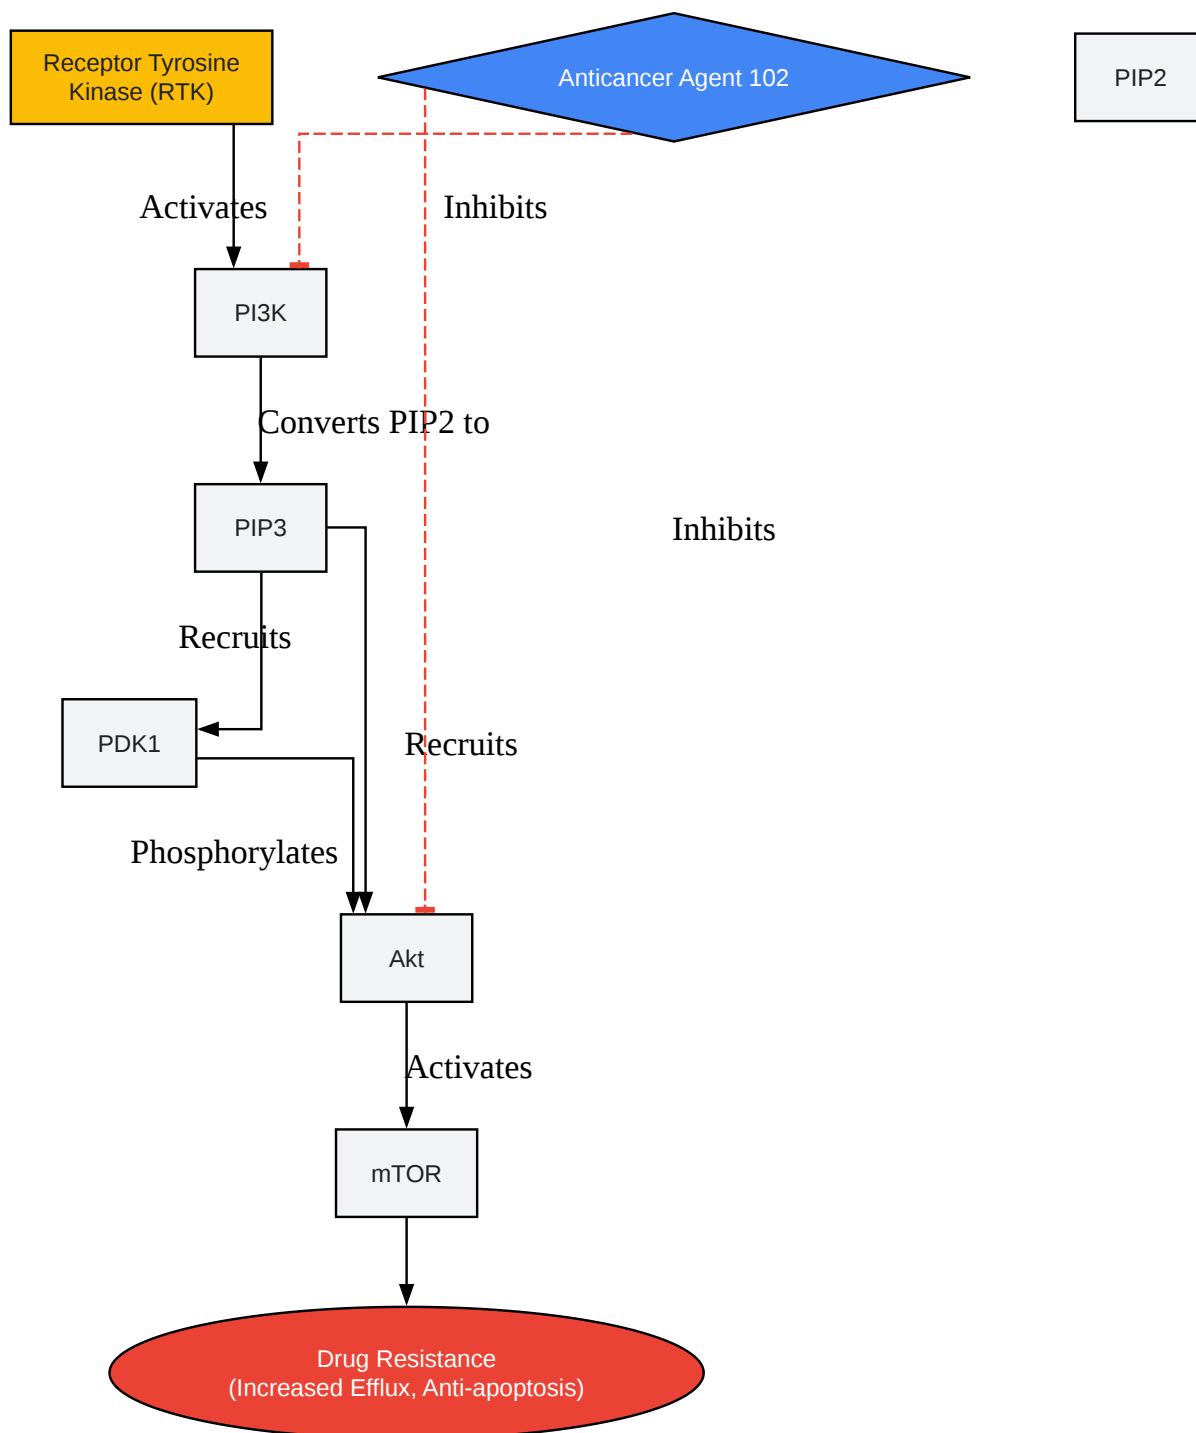 Receptor Tyrosine
Kinase (RTK)
Anticancer Agent 102
PIP2
Activates
Inhibits
PI3K
Converts PIP2 to
PIP3
Inhibits
Recruits
PDK1
Recruits
Phosphorylates
Akt
Activates
mTOR
Drug Resistance
(Increased Efflux, Anti-apoptosis)